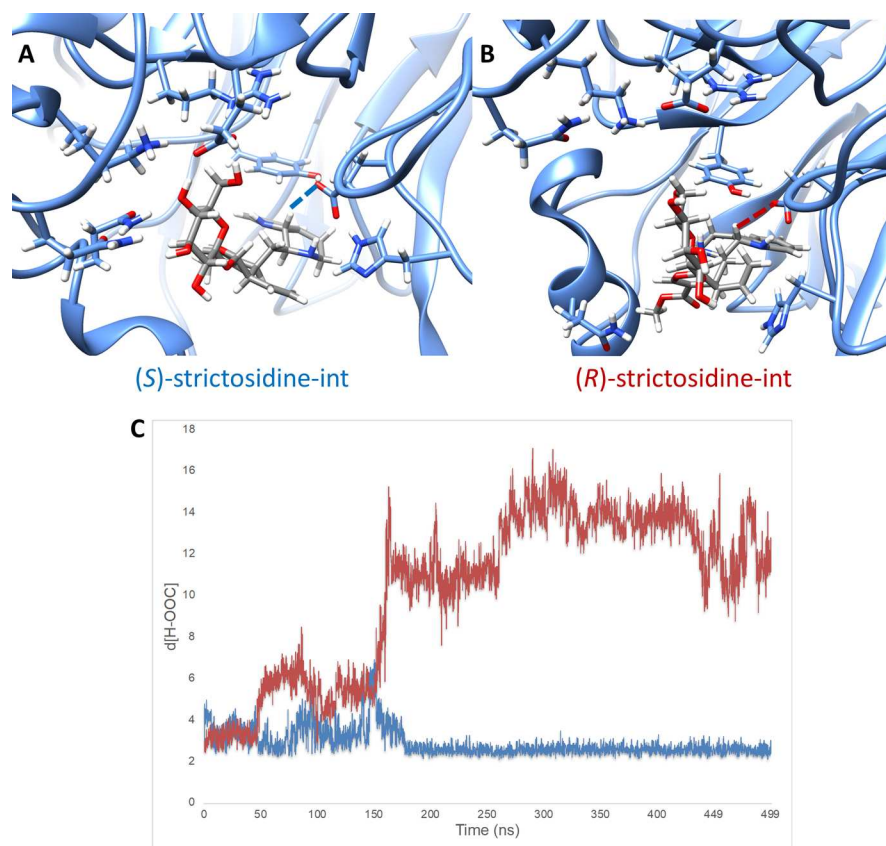 A
B
(S)-strictosidine-int
(R)-strictosidine-int
C
18
16
14
12
10
8
6
4
2
0
d[H-OOC]
0 50 100 150 200 250 300 350 400 449 499
Time (ns)